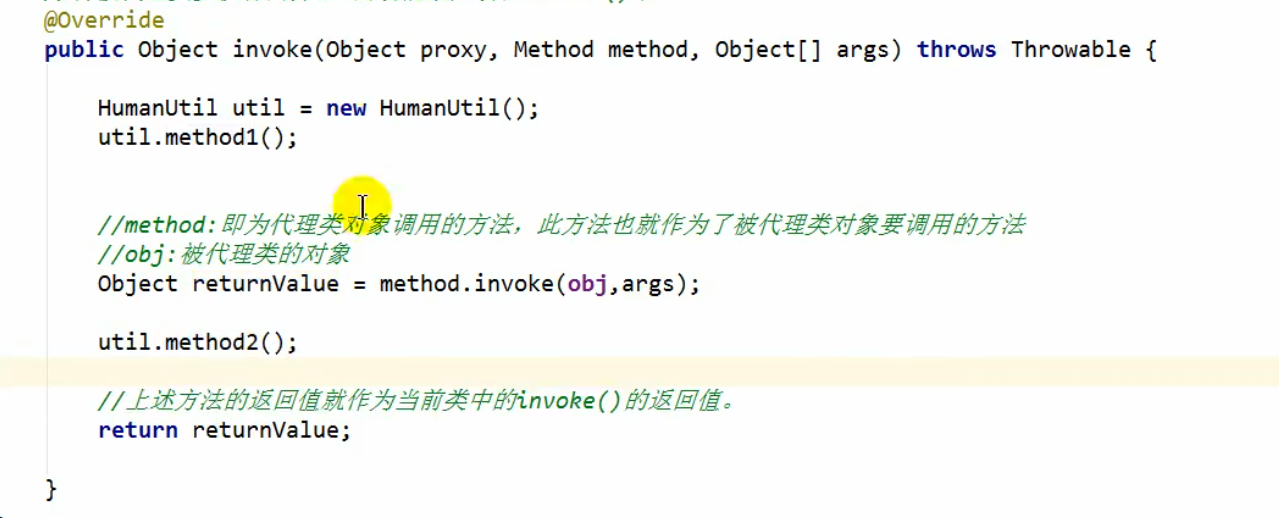 @Override
public Object invoke(Object proxy, Method method, Object[] args) throws Throwable {
HumanUtil util = new HumanUtil();
util.method1();
//method:即为代理类对象调用的方法，此方法也就作为了被代理类对象要调用的方法
//obj:被代理类的对象
Object returnValue = method.invoke(obj,args);
util.method2();
//上述方法的返回值就作为当前类中的invoke()的返回值。
return returnValue;
}